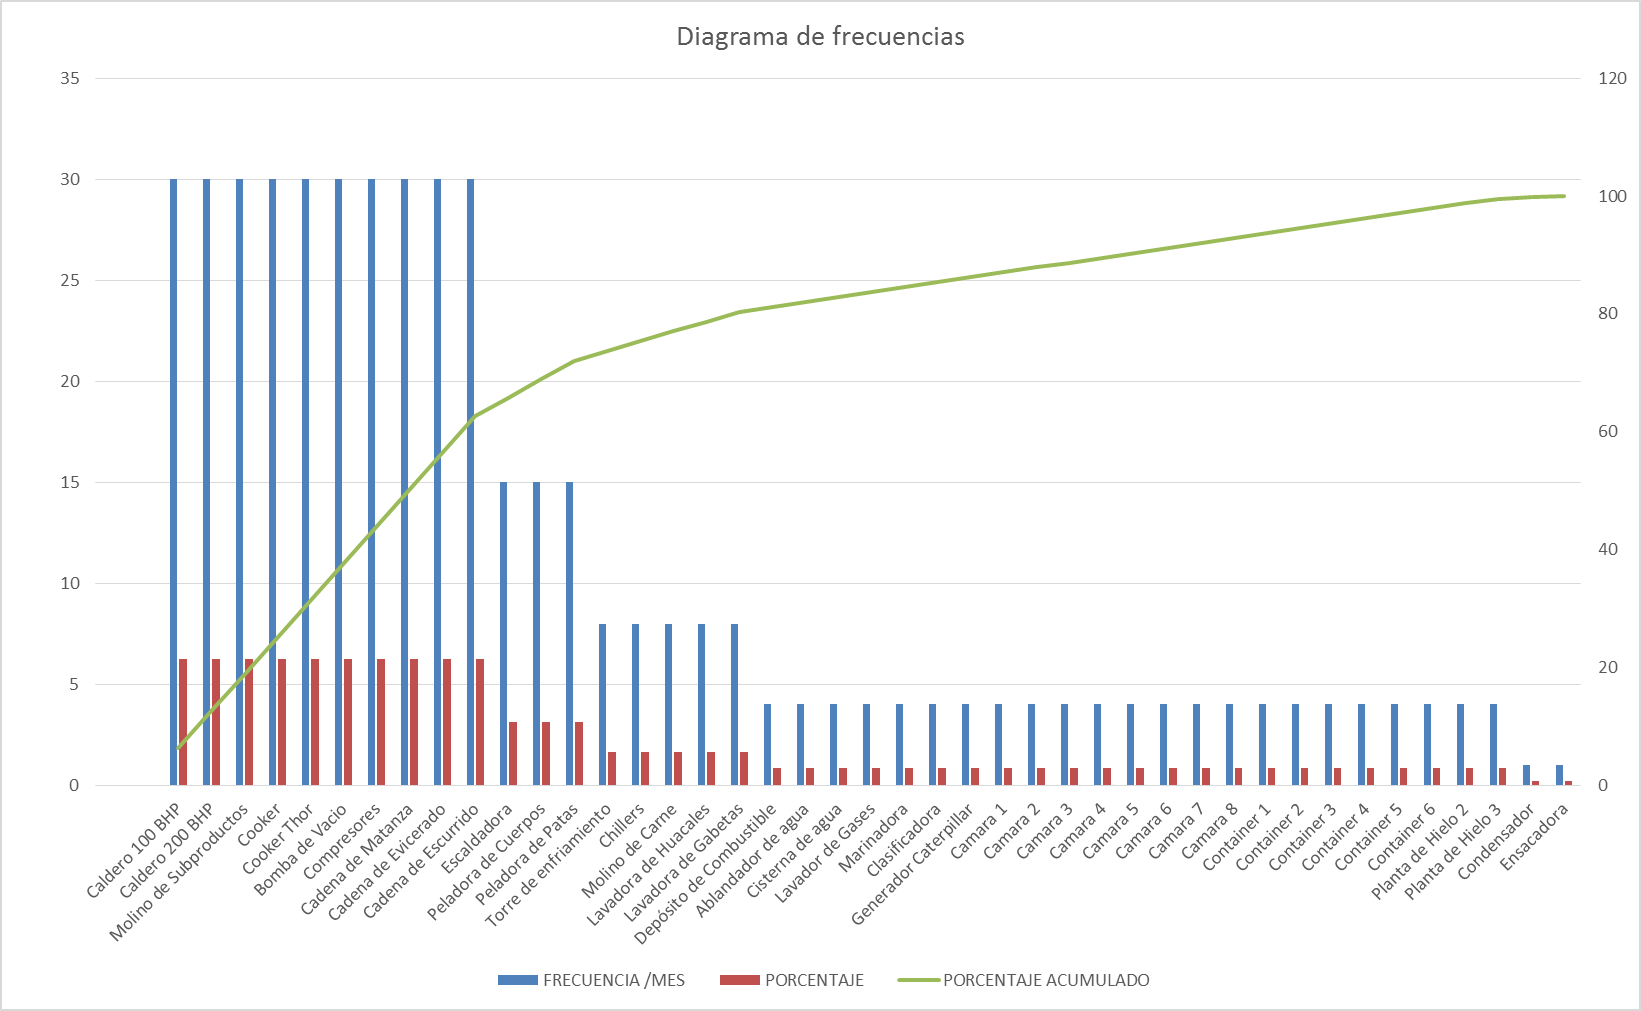 Diagrama de frecuencias
35
30
25
20
15
10
5
0
120
100
80
60
40
20
0
Caldero 100 BHP
Caldero 200 BHP
Molino de Subproductos
Cooker
Cooker Thor
Bomba de Vacio
Compresores
Cadena de Matanza
Cadena de Evicerado
Cadena de Escurrido
Escaldadora
Peladora de Cuerpos
Peladora de Patas
Torre de enfriamiento
Chillers
Molino de Carne
Lavadora de Huacales
Lavadora de Gabetas
Depósito de Combustible
Ablandador de agua
Cisterna de agua
Lavador de Gases
Marinadora
Clasificadora
Generador Caterpillar
Camara 1
Camara 2
Camara 3
Camara 4
Camara 5
Camara 6
Camara 7
Camara 8
Container 1
Container 2
Container 3
Container 4
Container 5
Container 6
Planta de Hielo 2
Planta de Hielo 3
Condensador
Ensacadora
FRECUENCIA /MES
PORCENTAJE
PORCENTAJE ACUMULADO